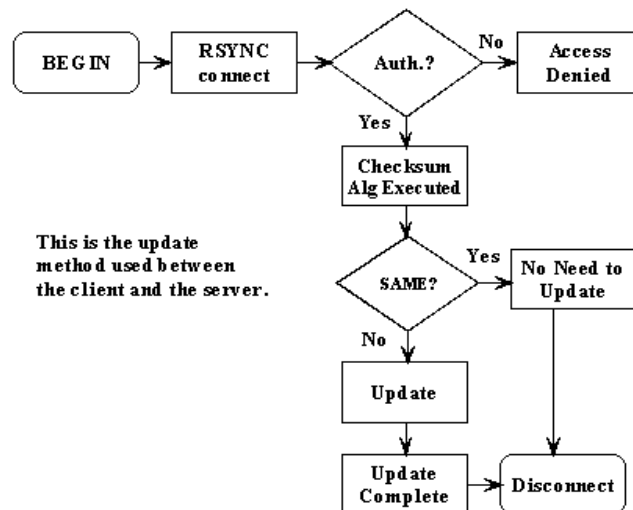 BEGIN
RSYNC
connect
Auth.?
No
Access
Denied
Yes
Checksum
Alg Executed
This is the update
method used between
the client and the server.
SAME?
Yes
No Need to
Update
No
Update
Update
Complete
Disconnect